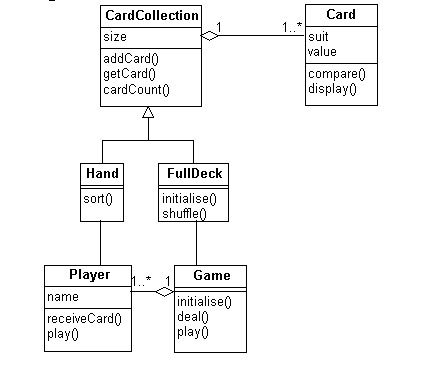 CardCollection
size
addCard()
getCard()
cardCount()
1
1..*
Card
suit
value
compare()
display()
Hand
sort()
FullDeck
initialise()
shuffle()
Player
name
receiveCard()
play()
1..*
1
Game
initialise()
deal()
play()